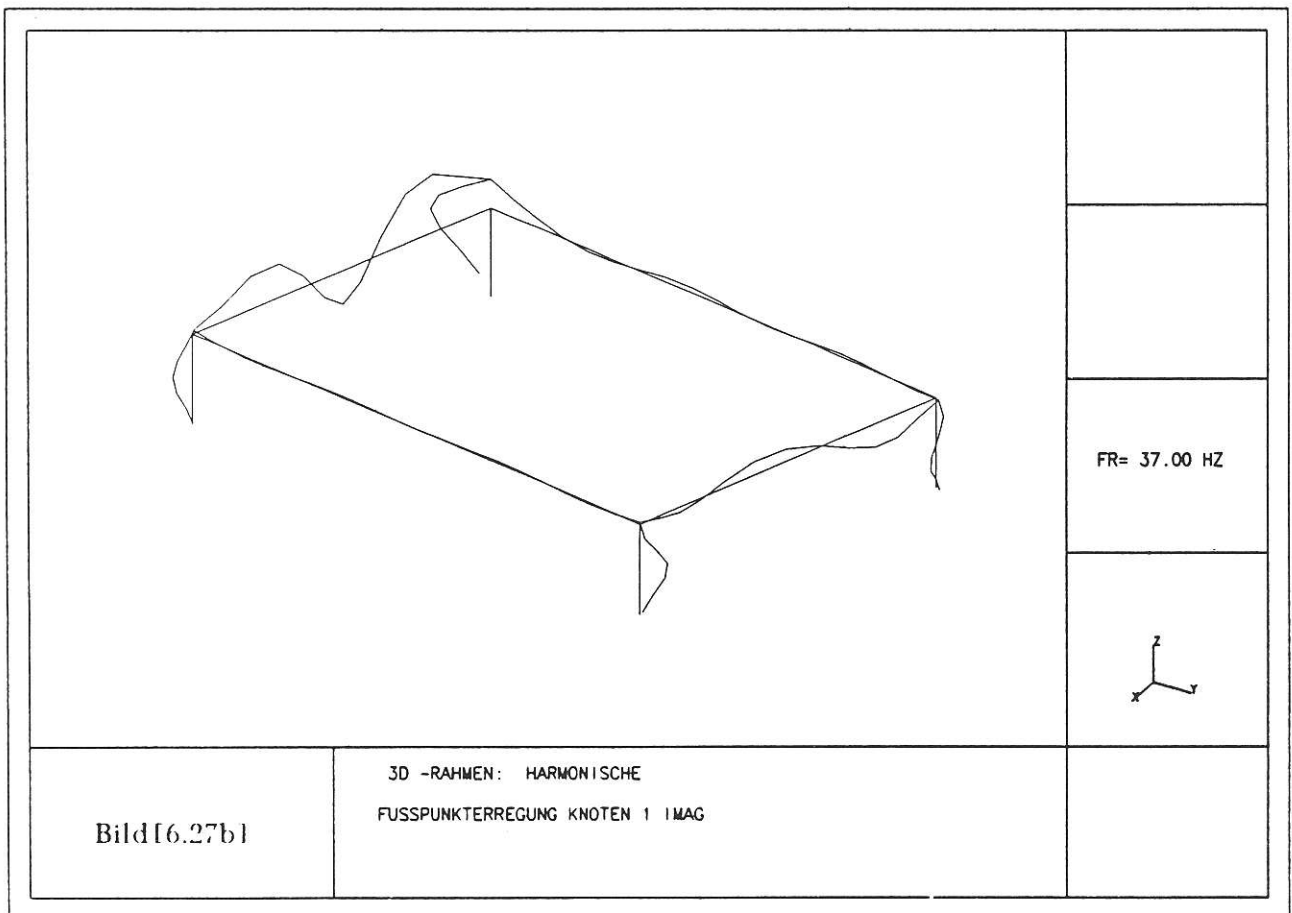 FR= 37.00 HZ
Z
X
Y
3D -RAHMEN: HARMONISCHE
FUSSPUNKTERREGUNG KNOTEN 1 IMAG
Bild[6.27b]